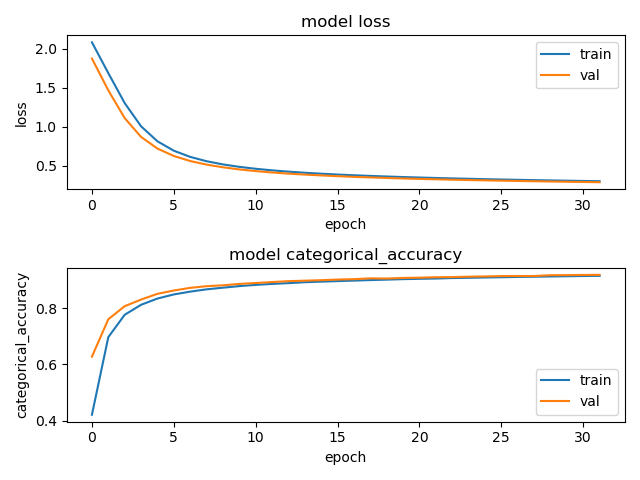 model loss
2.0
1.5
1.0
0.5
loss
train
val
0 5 10 15 20 25 30
epoch
model categorical_accuracy
0.8
0.6
0.4
categorical_accuracy
train
val
0 5 10 15 20 25 30
epoch